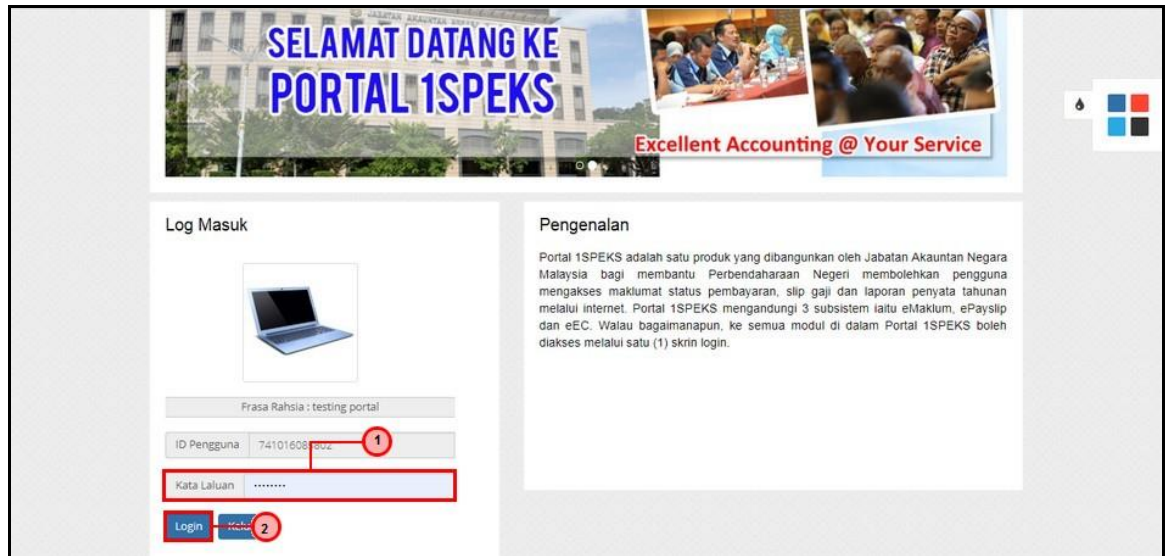 JABATAN AKAUNTAN NEGARA
SELAMAT DATANG KE
PORTAL 1SPEKS
Excellent Accounting @ Your Service
Log Masuk
Frasa Rahsia : testing portal
ID Pengguna
1
Kata Laluan ········
Login
2
Pengenalan
Portal 1SPEKS adalah satu produk yang dibangunkan oleh Jabatan Akauntan Negara
Malaysia bagi membantu Perbendaharaan Negeri membolehkan pengguna
mengakses maklumat status pembayaran, slip gaji dan laporan penyata tahunan
melalui internet. Portal 1SPEKS mengandungi 3 subsistem iaitu eMaklum, ePayslip
dan eEC. Walau bagaimanapun, ke semua modul di dalam Portal 1SPEKS boleh
diakses melalui satu (1) skrin login.